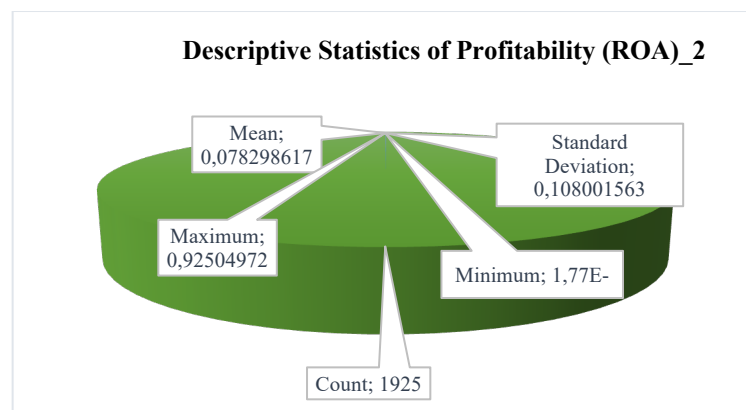 Descriptive Statistics of Profitability (ROA)_2
Mean;
0,078298617
Standard
Deviation;
0,108001563
Maximum;
0,92504972
Minimum; 1,77E-
Count; 1925